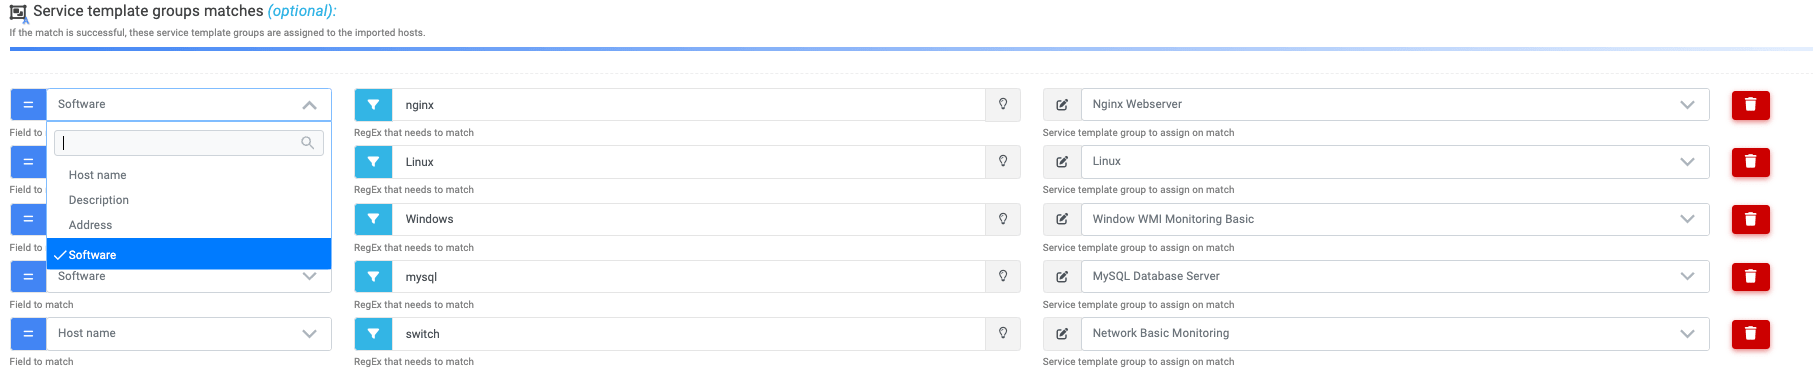 Service template groups matches (optional):
If the match is successful, these service template groups are assigned to the imported hosts.
Software
nginx
Nginx Webserver
Field to
RegEx that needs to match
Service template group to assign on match
Linux
Linux
Field to
RegEx that needs to match
Service template group to assign on match
Host name
Description
Address
Software
Windows
Window WMI Monitoring Basic
Field to
RegEx that needs to match
Service template group to assign on match
Software
mysql
MySQL Database Server
Field to match
RegEx that needs to match
Service template group to assign on match
Host name
switch
Network Basic Monitoring
Field to match
RegEx that needs to match
Service template group to assign on match